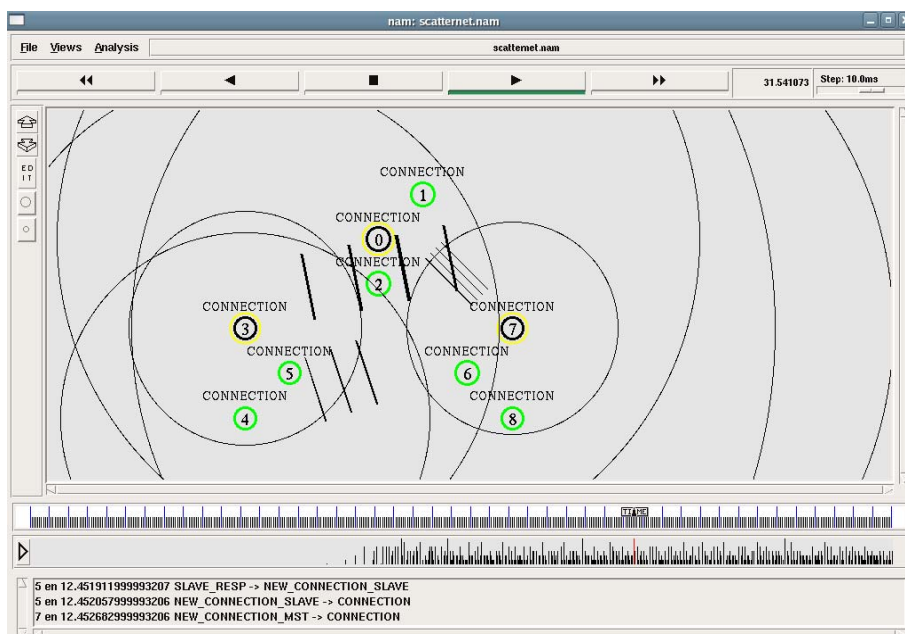 nam: scatternet.nam
File Views Analysis scatternet.nam
31.541073 Step: 10.0ms
ED
IT
CONNECTION
1
CONNECTION
0
CONNECTION
2
CONNECTION
3
CONNECTION
7
CONNECTION
5
CONNECTION
6
CONNECTION
4
CONNECTION
8
TIME
5 en 12.451911999993207 SLAVE_RESP -> NEW_CONNECTION_SLAVE
5 en 12.452057999993206 NEW_CONNECTION_SLAVE -> CONNECTION
7 en 12.452682999993206 NEW_CONNECTION_MST -> CONNECTION